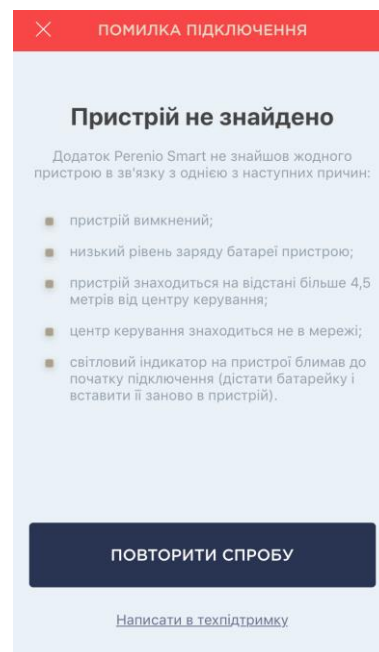 ПОМИЛКА ПІДКЛЮЧЕННЯ
Пристрій не знайдено
Додаток Perenio Smart не знайшов жодного
пристрою в зв'язку з однією з наступних причин:
пристрій вимкнений;
низький рівень заряду батареї пристрою;
пристрій знаходиться на відстані більше 4,5
метрів від центру керування;
центр керування знаходиться не в мережі;
світловий індикатор на пристрої блимав до
початку підключення (дістати батарейку і
вставити її заново в пристрій).
ПОВТОРИТИ СПРОБУ
Написати в техпідтримку